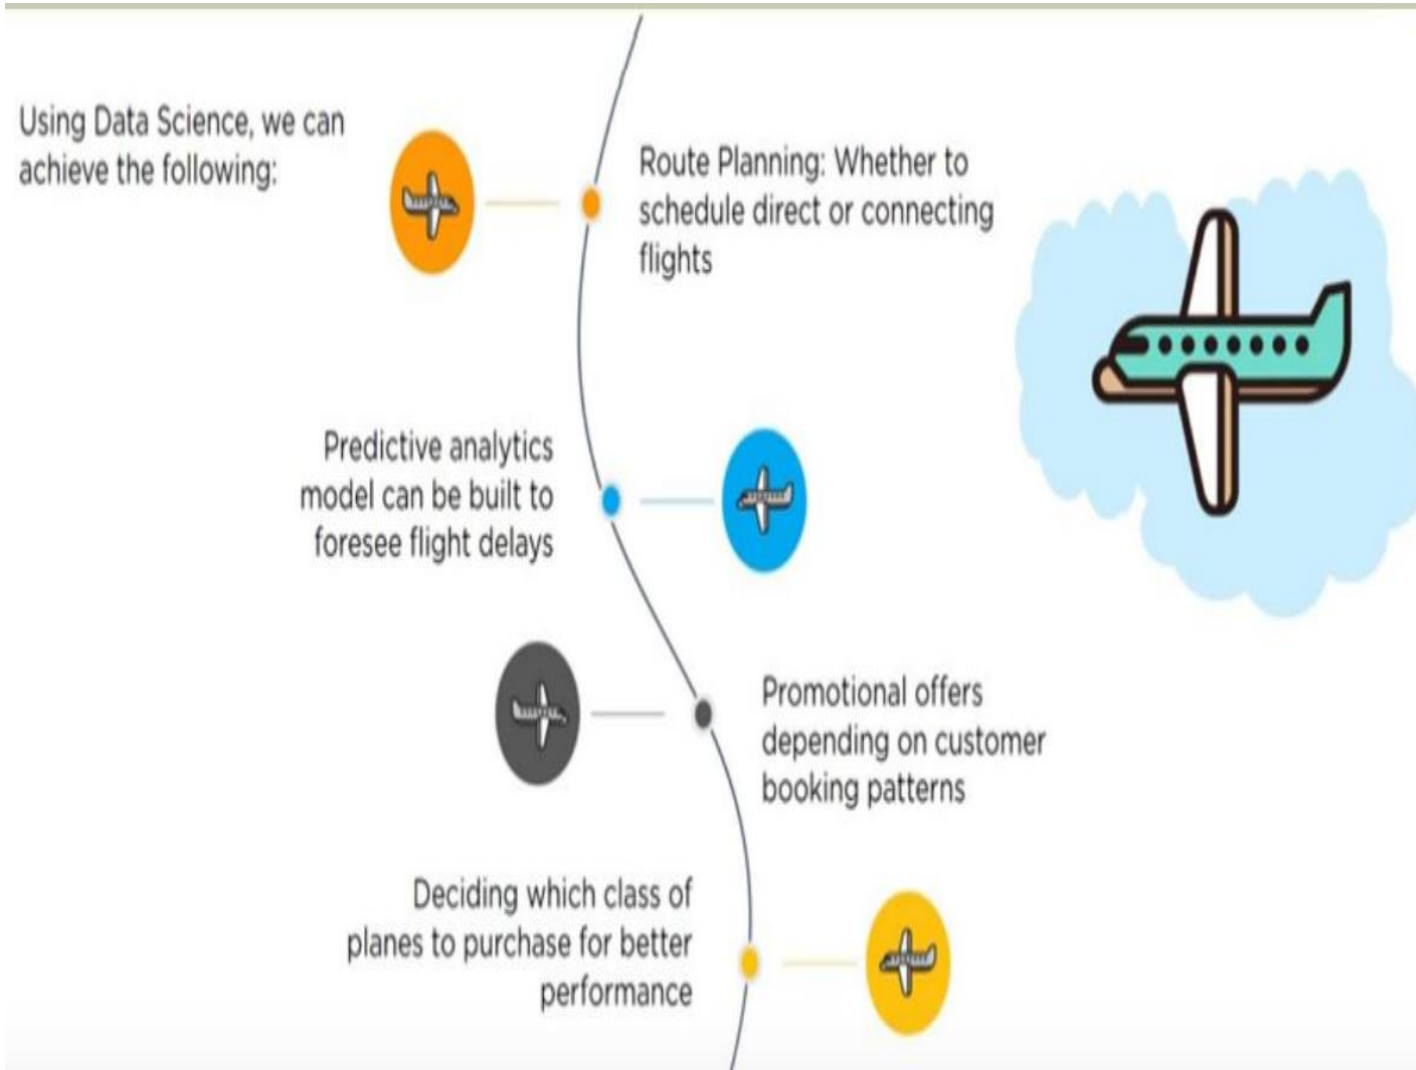 Using Data Science, we can
achieve the following:
Route Planning: Whether to
schedule direct or connecting
flights
Predictive analytics
model can be built to
foresee flight delays
Promotional offers
depending on customer
booking patterns
Deciding which class of
planes to purchase for better
performance